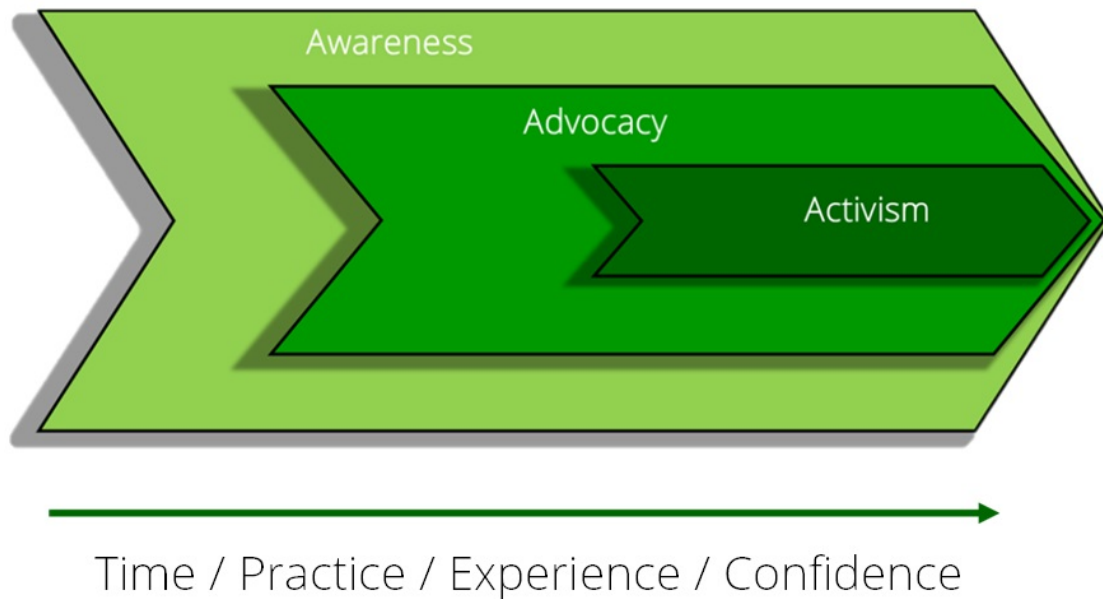 Awareness
Advocacy
Activism
Time / Practice / Experience / Confidence